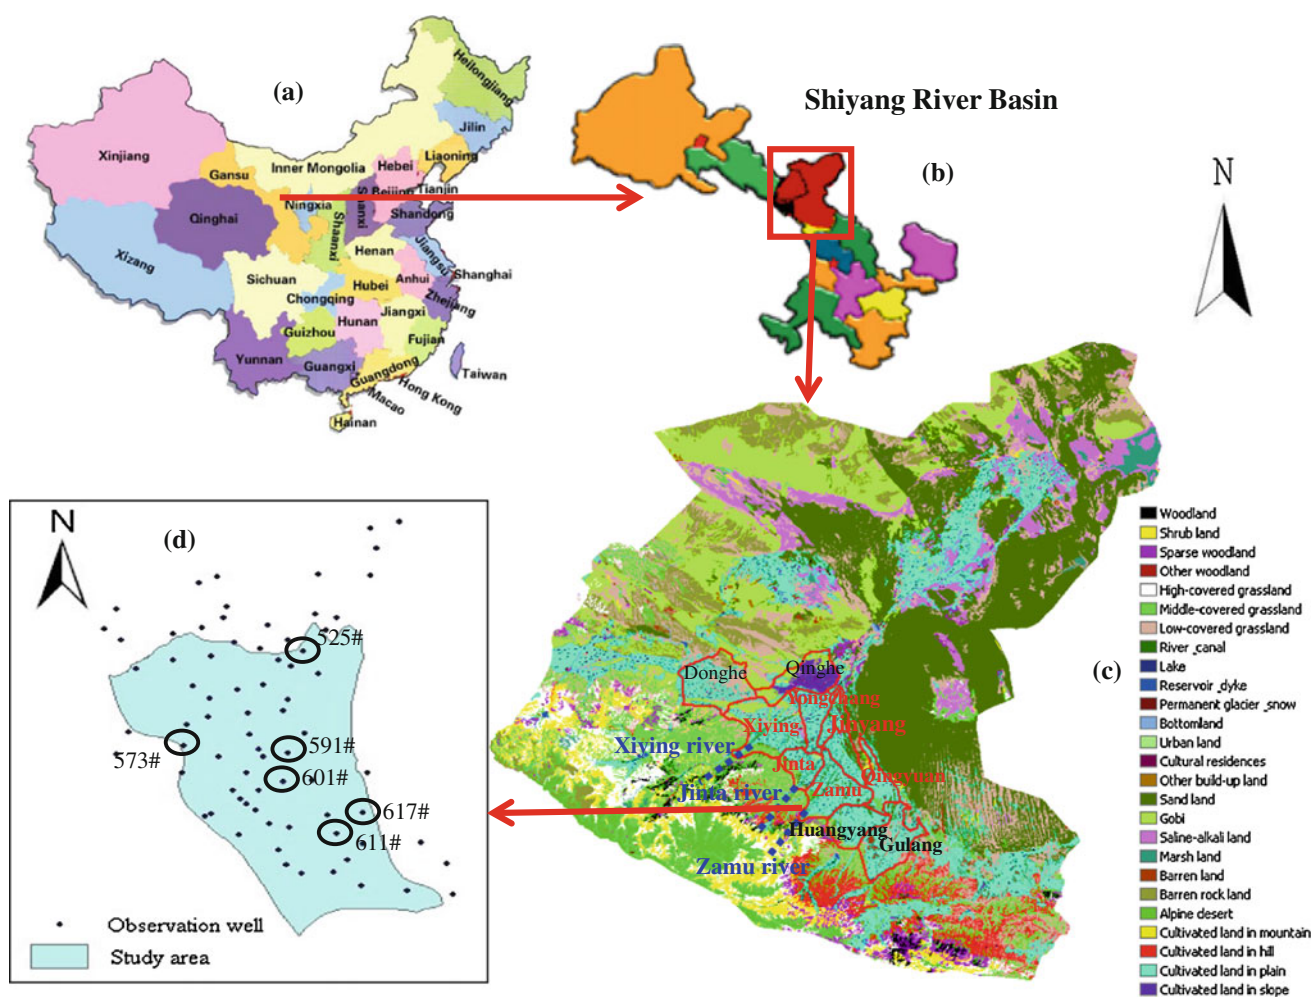 (a)
Heilongjiang
Jilin
Liaoning
Xinjiang
Gansu
Inner Mongolia
Hebei
Beijing
Tianjin
Ningxia
Shanxi
Shaanxi
Shandong
Qinghai
Henan
Jiangsu
Xizang
Sichuan
Chongqing
Hubei
Anhui
Shanghai
Zhejiang
Hunan
Jiangxi
Guizhou
Fujian
Yunnan
Guangxi
Guangdong
Taiwan
Hong Kong
Macao
Hainan
Shiyang River Basin
(b)
N
(c)
Donghe
Qinghe
Yongchang
Xiying
Jinyang
Xiying river
Jinta
Qingyuan
Zamu
Jinta river
Huangyang
Gulang
Zamu river
Woodland
Shrub land
Sparse woodland
Other woodland
High-covered grassland
Middle-covered grassland
Low-covered grassland
River_canal
Lake
Reservoir_dyke
Permanent glacier_snow
Bottomland
Urban land
Cultural residences
Other build-up land
Sand land
Gobi
Saline-alkali land
Marsh land
Barren land
Barren rock land
Alpine desert
Cultivated land in mountain
Cultivated land in hill
Cultivated land in plain
Cultivated land in slope
N
(d)
525#
573#
591#
601#
617#
611#
Observation well
Study area